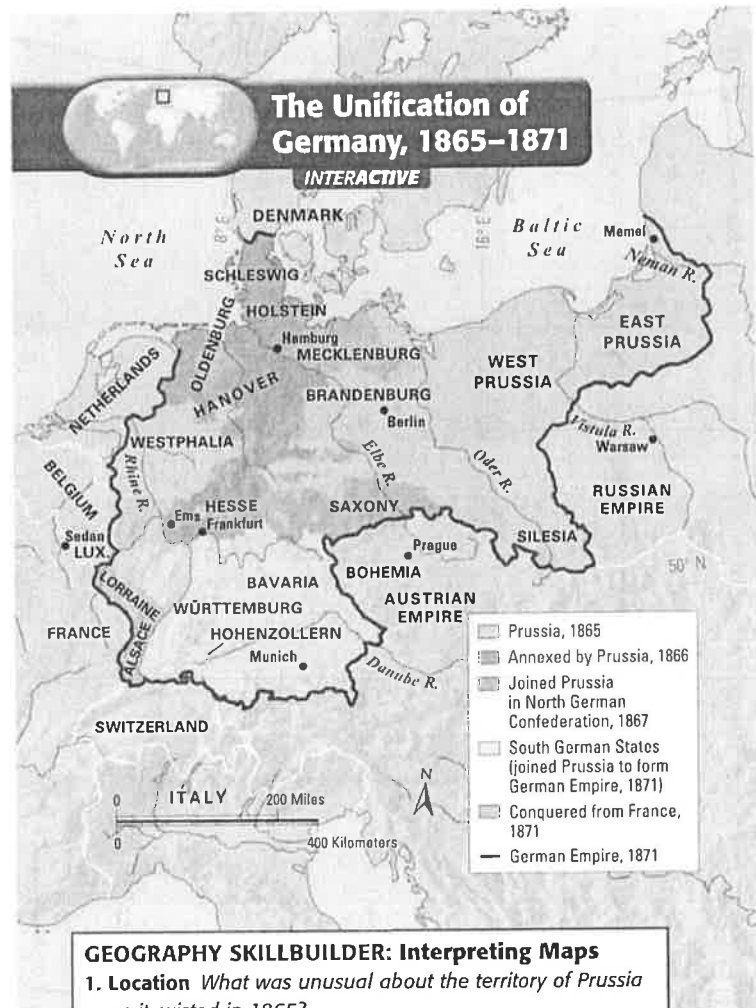 The Unification of
Germany, 1865–1871
INTERACTIVE
North
Sea
8°E
DENMARK
16°E
Baltic
Sea
Memel
Neman R.
SCHLESWIG
HOLSTEIN
EAST
PRUSSIA
OLDENBURG
Hamburg
MECKLENBURG
WEST
PRUSSIA
NETHERLANDS
HANOVER
BRANDENBURG
Berlin
WESTPHALIA
Vistula R.
Warsaw
Rhine R.
Elbe R.
Oder R.
BELGIUM
RUSSIAN
EMPIRE
HESSE
SAXONY
Ems
Frankfurt
SILESIA
Sedan
LUX.
Prague
50° N
LORRAINE
BAVARIA
BOHEMIA
WÜRTTEMBURG
AUSTRIAN
EMPIRE
FRANCE
ALSACE
HOHENZOLLERN
Munich
Danube R.
SWITZERLAND
ITALY
0 200 Miles
0 400 Kilometers
N
Prussia, 1865
Annexed by Prussia, 1866
Joined Prussia
in North German
Confederation, 1867
South German States
(joined Prussia to form
German Empire, 1871)
Conquered from France,
1871
German Empire, 1871
GEOGRAPHY SKILLBUILDER: Interpreting Maps
1. Location What was unusual about the territory of Prussia
as it existed in 1865?